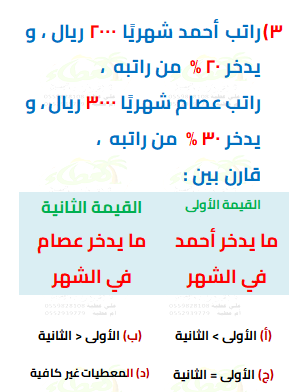 ٣) راتب أحمد شهريًا ٢٠٠٠ ريال ، و
يدخر ٢٠ % من راتبه ،
راتب عصام شهريًا ٣٠٠٠ ريال ، و
يدخر ٣٠ % من راتبه ،
قارن بين :
القيمة الأولى القيمة الثانية
ما يدخر أحمد ما يدخر عصام
في الشهر في الشهر
(أ) الأولى > الثانية (ب) الأولى < الثانية
(ج) الأولى = الثانية (د) المعطيات غير كافية